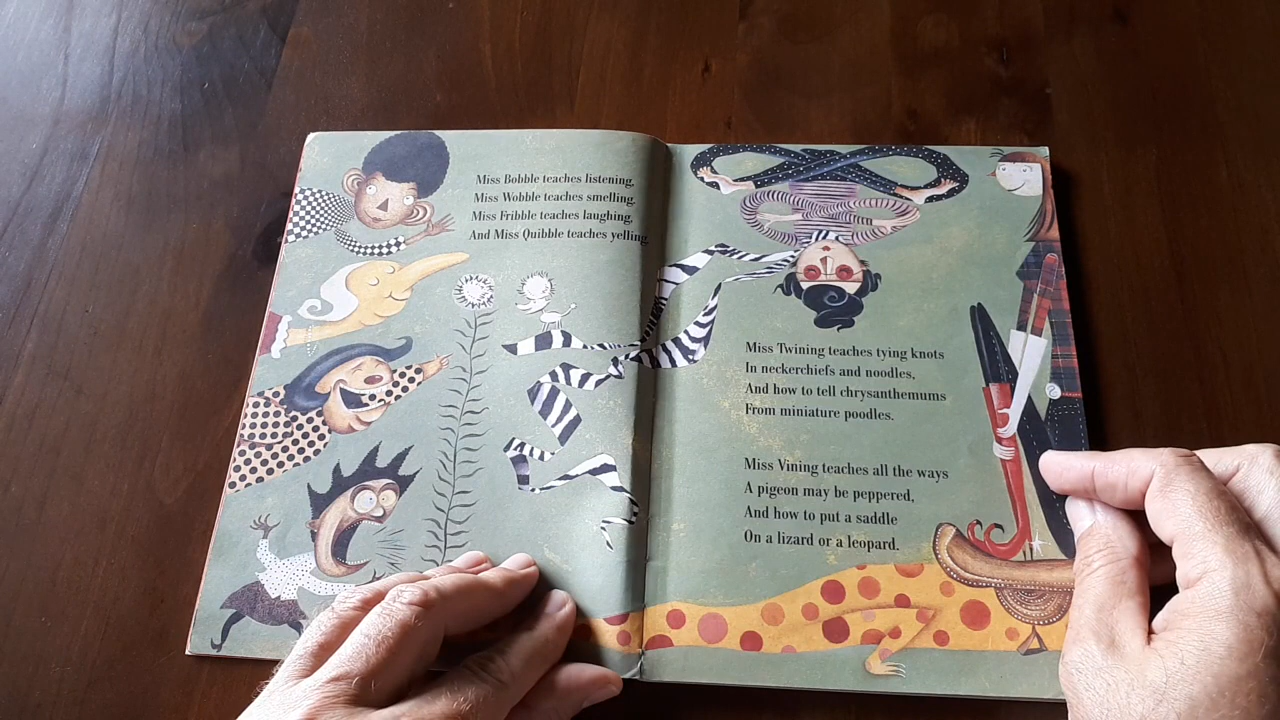 Miss Bobble teaches listening,
Miss Wobble teaches smelling,
Miss Fribble teaches laughing,
And Miss Quibble teaches yelling.
Miss Twining teaches tying knots
In neckerchiefs and noodles,
And how to tell chrysanthemums
From miniature poodles.
Miss Vining teaches all the ways
A pigeon may be peppered,
And how to put a saddle
On a lizard or a leopard.